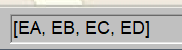 [EA, EB, EC, ED]